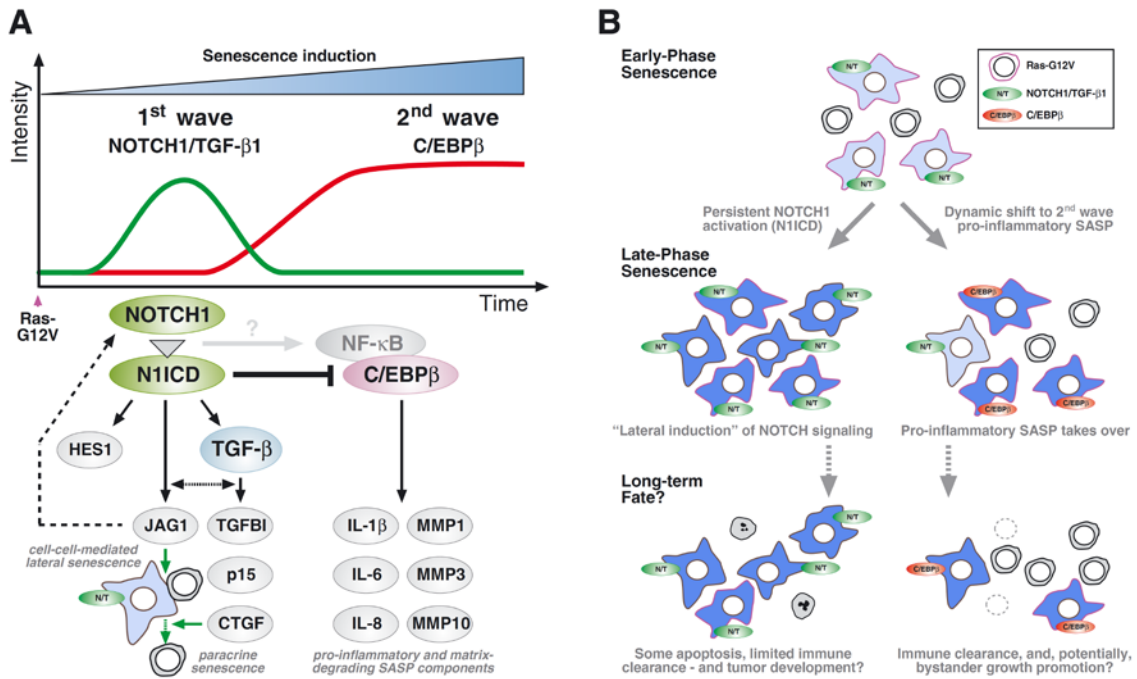 A
Senescence induction
Intensity
1st wave
NOTCH1/TGF-β1
2nd wave
C/EBPβ
Time
Ras-
G12V
NOTCH1
?
NF-κB
N1ICD
C/EBPβ
HES1
TGF-β
JAG1
TGFBI
IL-1β
MMP1
cell-cell-mediated
lateral senescence
p15
IL-6
MMP3
N/T
CTGF
IL-8
MMP10
paracrine
senescence
pro-inflammatory and matrix-
degrading SASP components
B
Early-Phase
Senescence
Ras-G12V
N/T NOTCH1/TGF-β1
C/EBPβ C/EBPβ
N/T
N/T
N/T
Persistent NOTCH1
activation (N1ICD)
Dynamic shift to 2nd wave
pro-inflammatory SASP
Late-Phase
Senescence
N/T
N/T
N/T
N/T
N/T
N/T
C/EBPβ
N/T
C/EBPβ
C/EBPβ
"Lateral induction" of NOTCH signaling
Pro-inflammatory SASP takes over
Long-term
Fate?
N/T
N/T
N/T
N/T
C/EBPβ
C/EBPβ
Some apoptosis, limited immune
clearance - and tumor development?
Immune clearance, and, potentially,
bystander growth promotion?